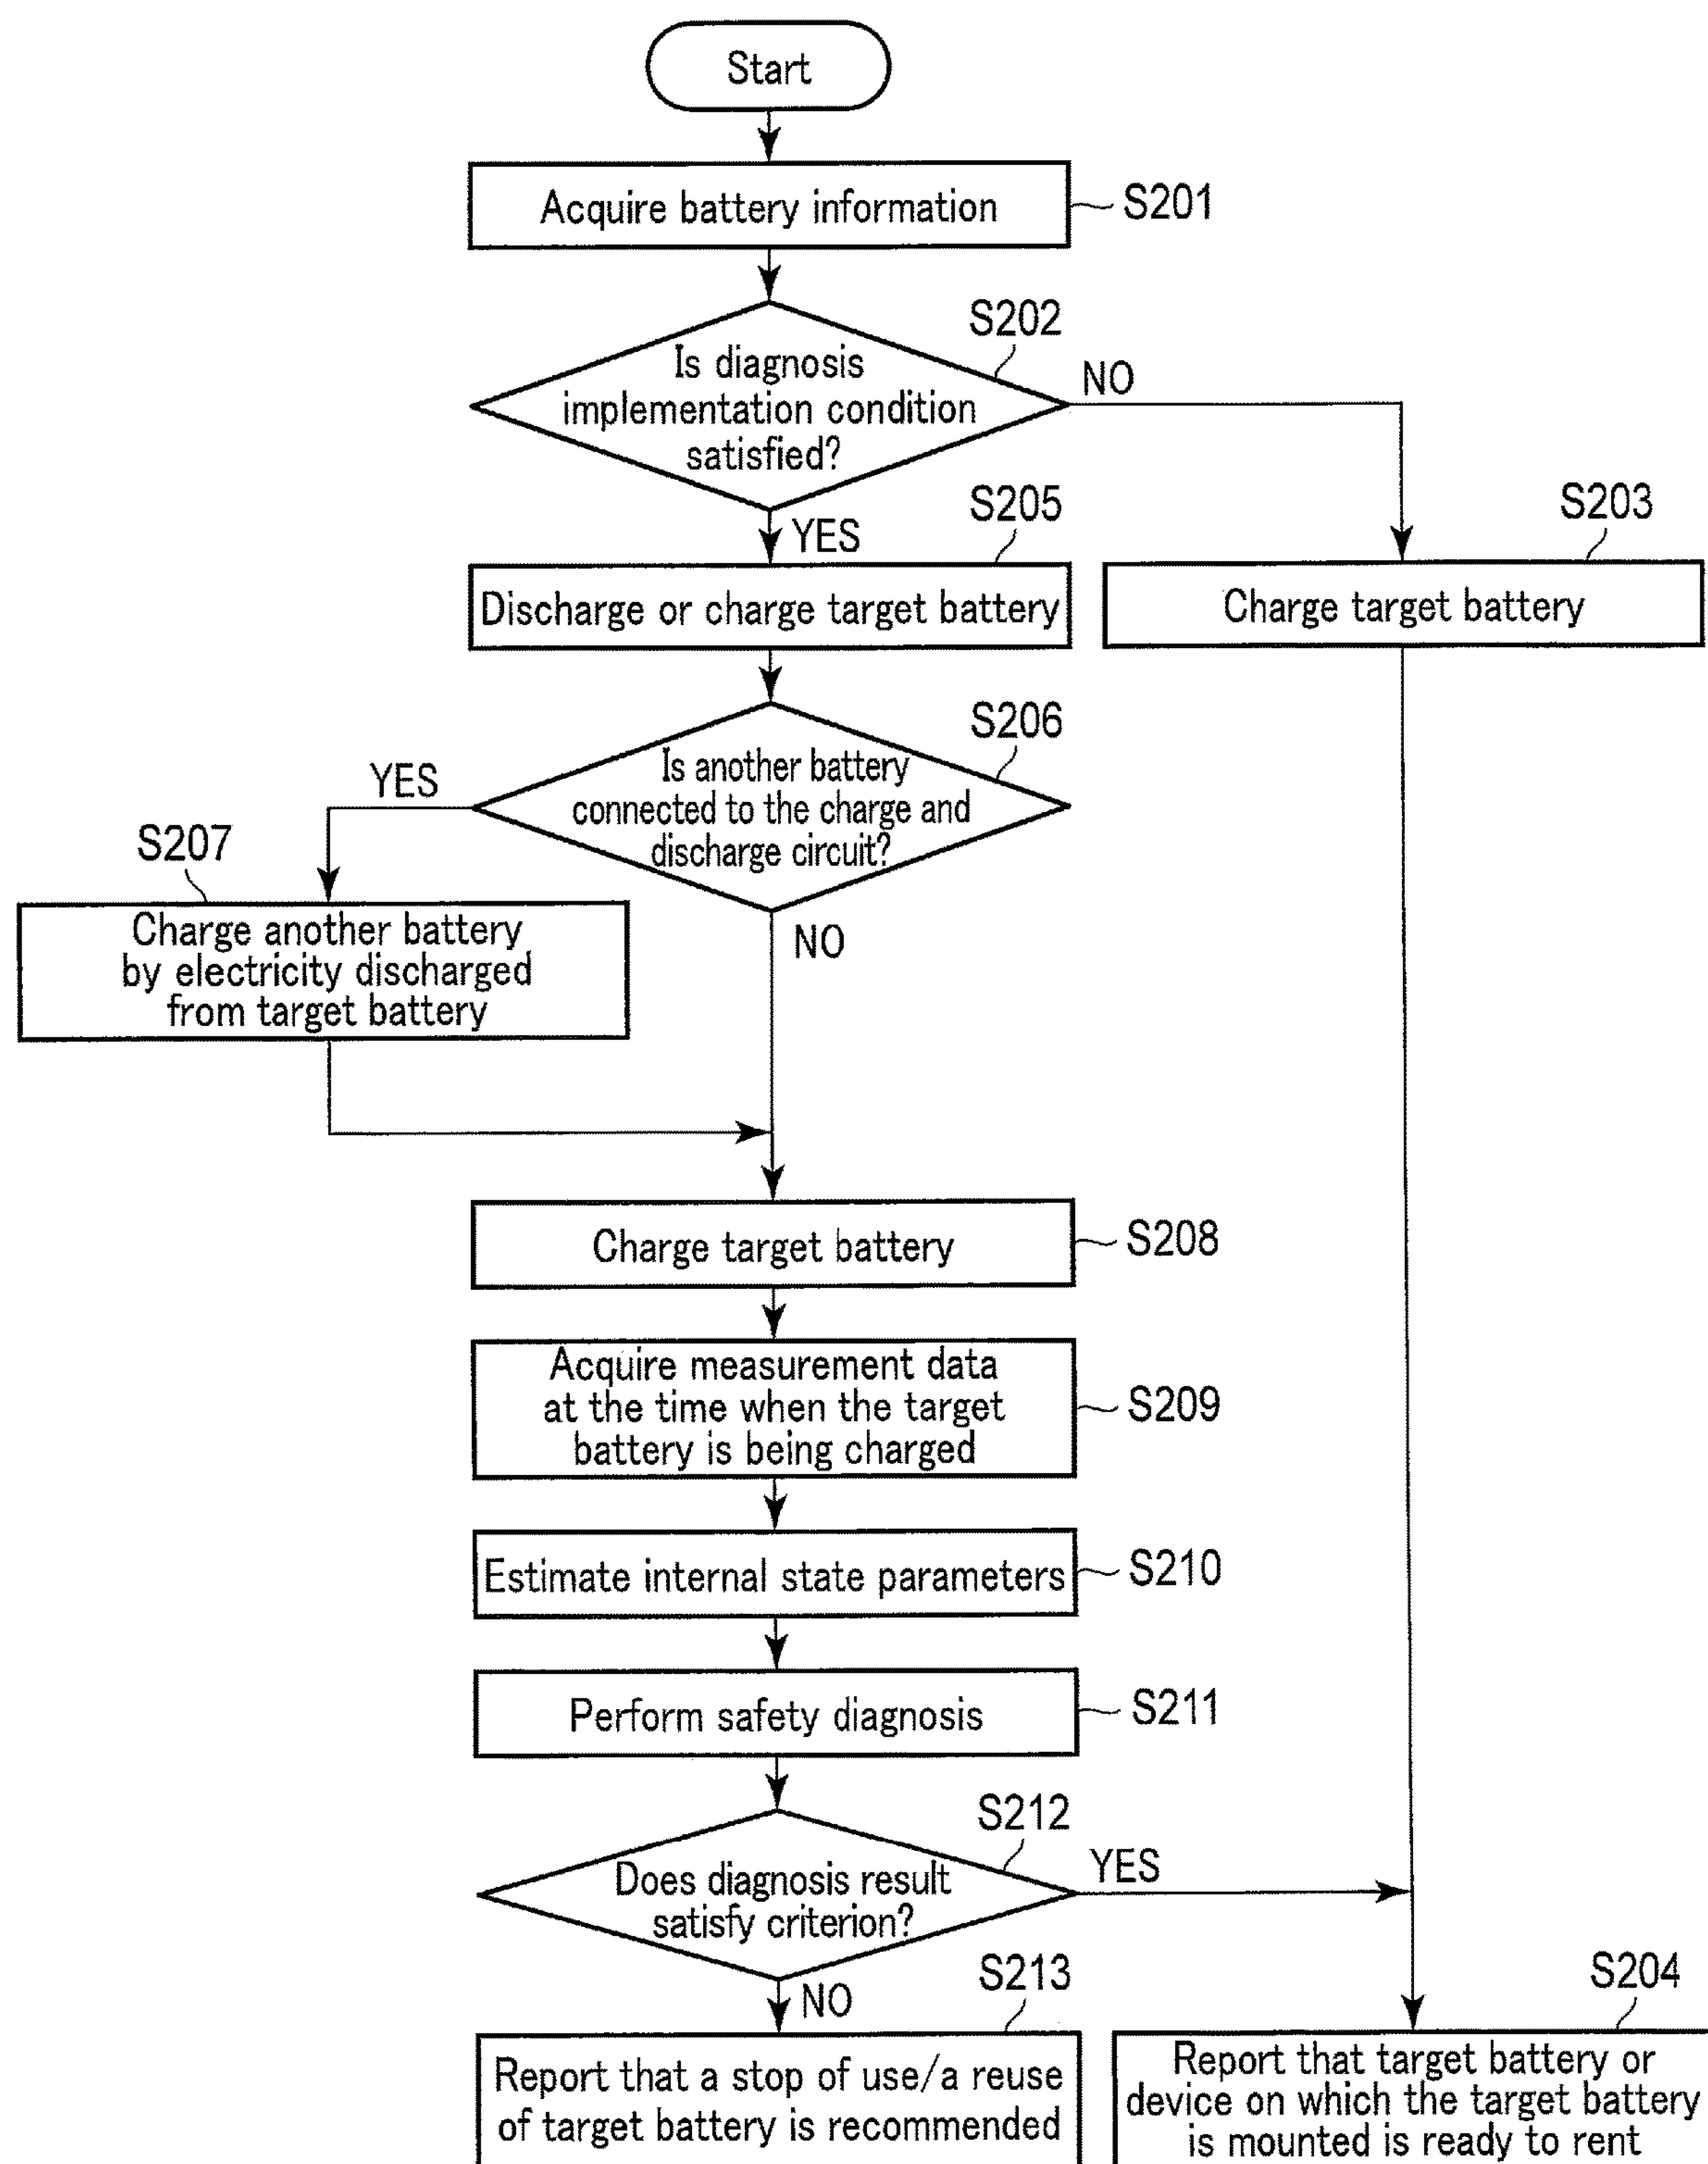 Start
Acquire battery information
S201
S202
Is diagnosis
implementation condition
satisfied?
NO
YES
S205
S203
Discharge or charge target battery
Charge target battery
S206
Is another battery
connected to the charge and
discharge circuit?
YES
NO
S207
Charge another battery
by electricity discharged
from target battery
Charge target battery
S208
Acquire measurement data
at the time when the target
battery is being charged
S209
Estimate internal state parameters
S210
Perform safety diagnosis
S211
S212
Does diagnosis result
satisfy criterion?
YES
NO
S213
S204
Report that a stop of use/a reuse
of target battery is recommended
Report that target battery or
device on which the target battery
is mounted is ready to rent